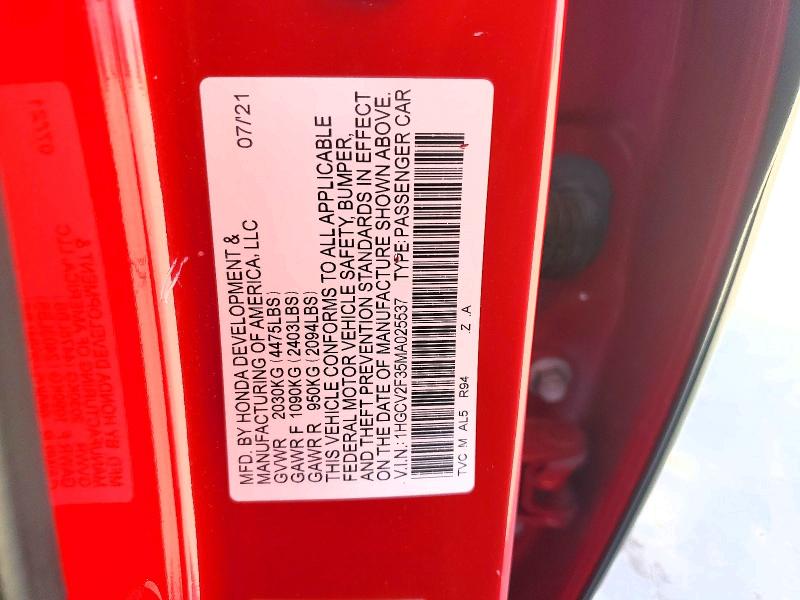 MFD. BY HONDA DEVELOPMENT & 07/'21
MANUFACTURING OF AMERICA, LLC
GVWR 2030KG (4475LBS)
GAWR F 1090KG (2403LBS)
GAWR R 950KG (2094LBS)
THIS VEHICLE CONFORMS TO ALL APPLICABLE
FEDERAL MOTOR VEHICLE SAFETY, BUMPER,
AND THEFT PREVENTION STANDARDS IN EFFECT
ON THE DATE OF MANUFACTURE SHOWN ABOVE.
V.I.N.: 1HGCV2F35MA025537 TYPE: PASSENGER CAR
TVC M AL5 R94 .Z .A